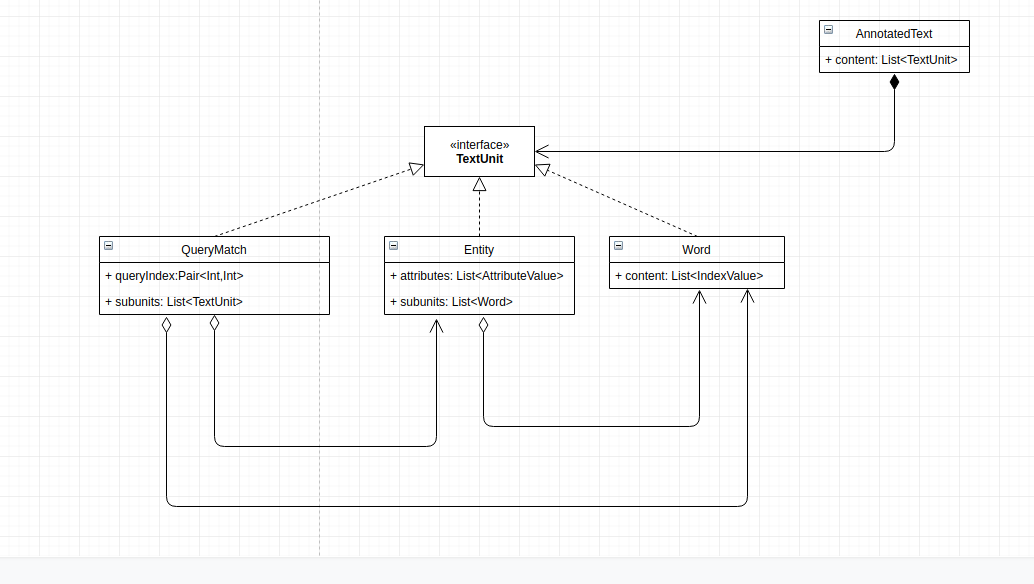 AnnotatedText
+ content: List<TextUnit>
«interface»
TextUnit
QueryMatch
+ queryIndex:Pair<Int,Int>
+ subunits: List<TextUnit>
Entity
+ attributes: List<AttributeValue>
+ subunits: List<Word>
Word
+ content: List<IndexValue>